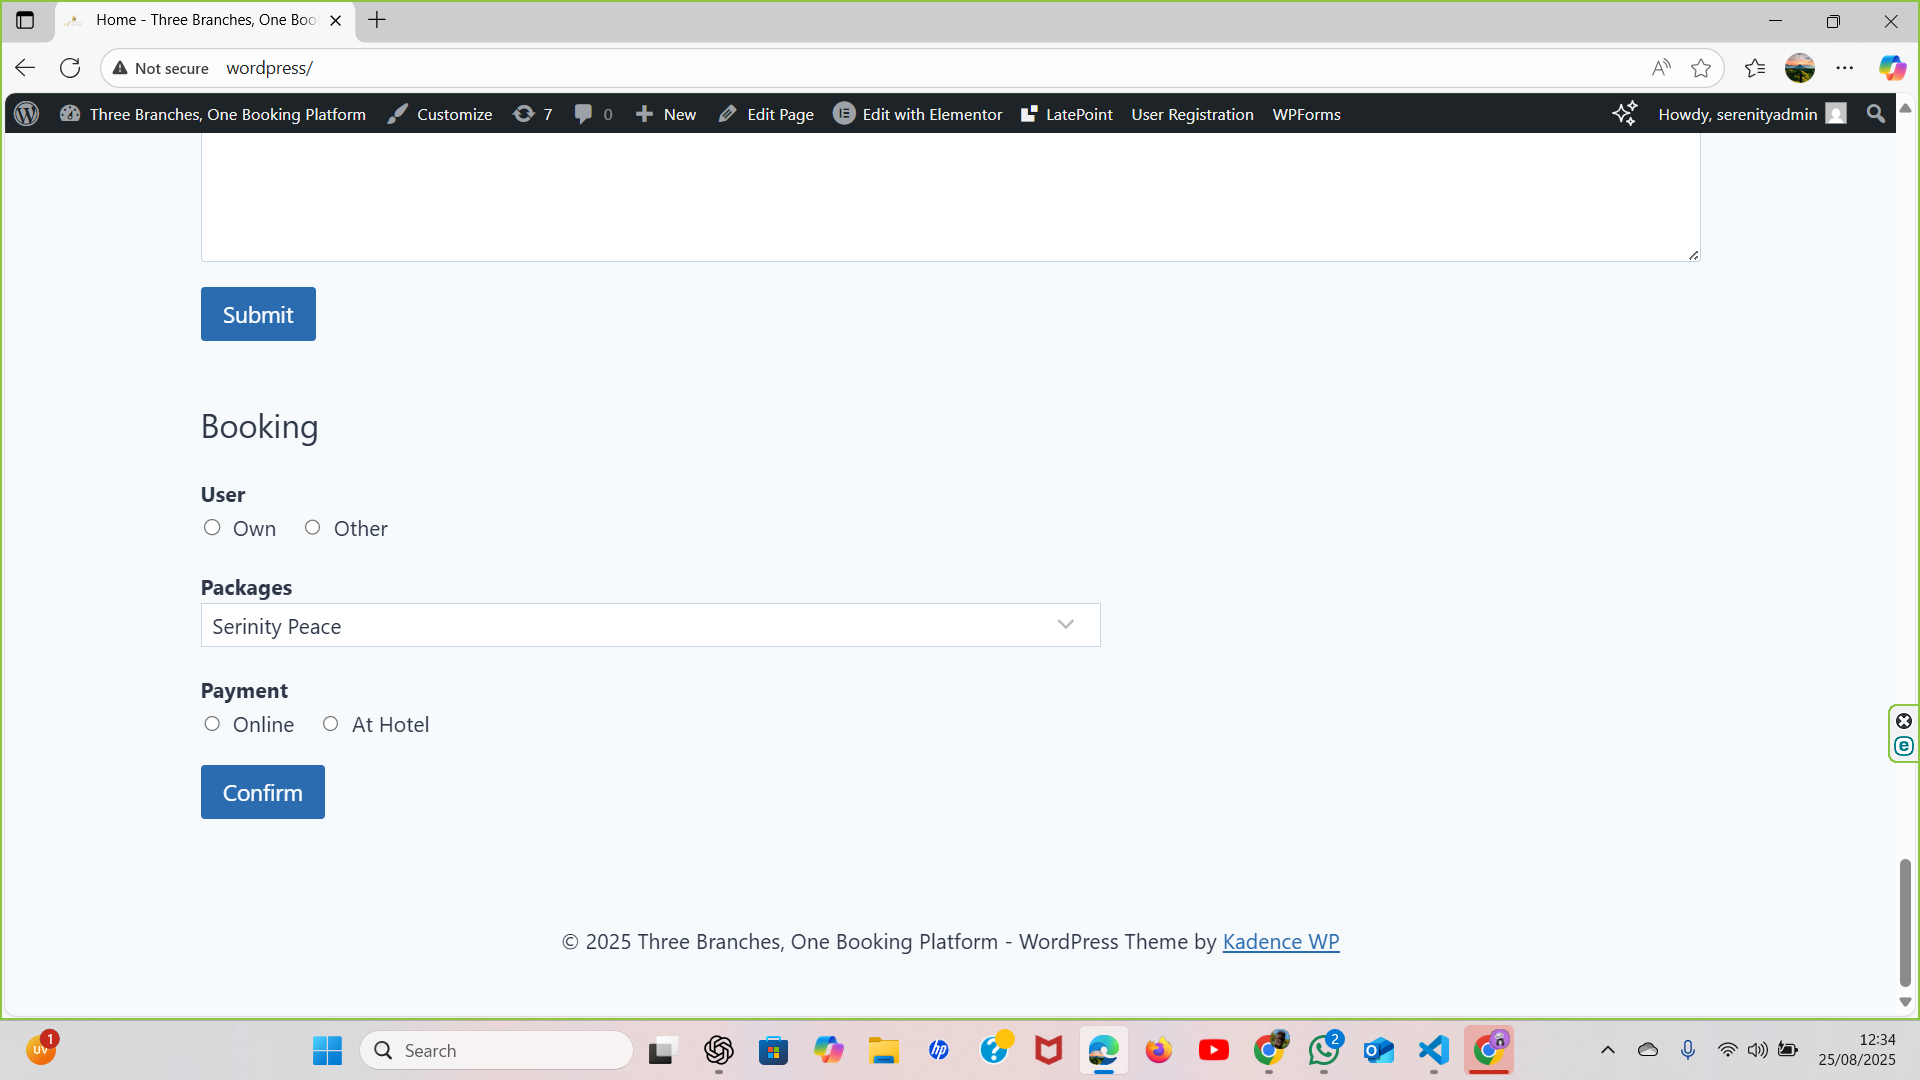 Home - Three Branches, One Boo
Not secure wordpress/
Three Branches, One Booking Platform Customize 7 0 New Edit Page Edit with Elementor LatePoint User Registration WPForms Howdy, serenityadmin
Submit
Booking
User
Own Other
Packages
Serinity Peace
Payment
Online At Hotel
Confirm
© 2025 Three Branches, One Booking Platform - WordPress Theme by Kadence WP
UV 1
Search
hp
2
12:34
25/08/2025